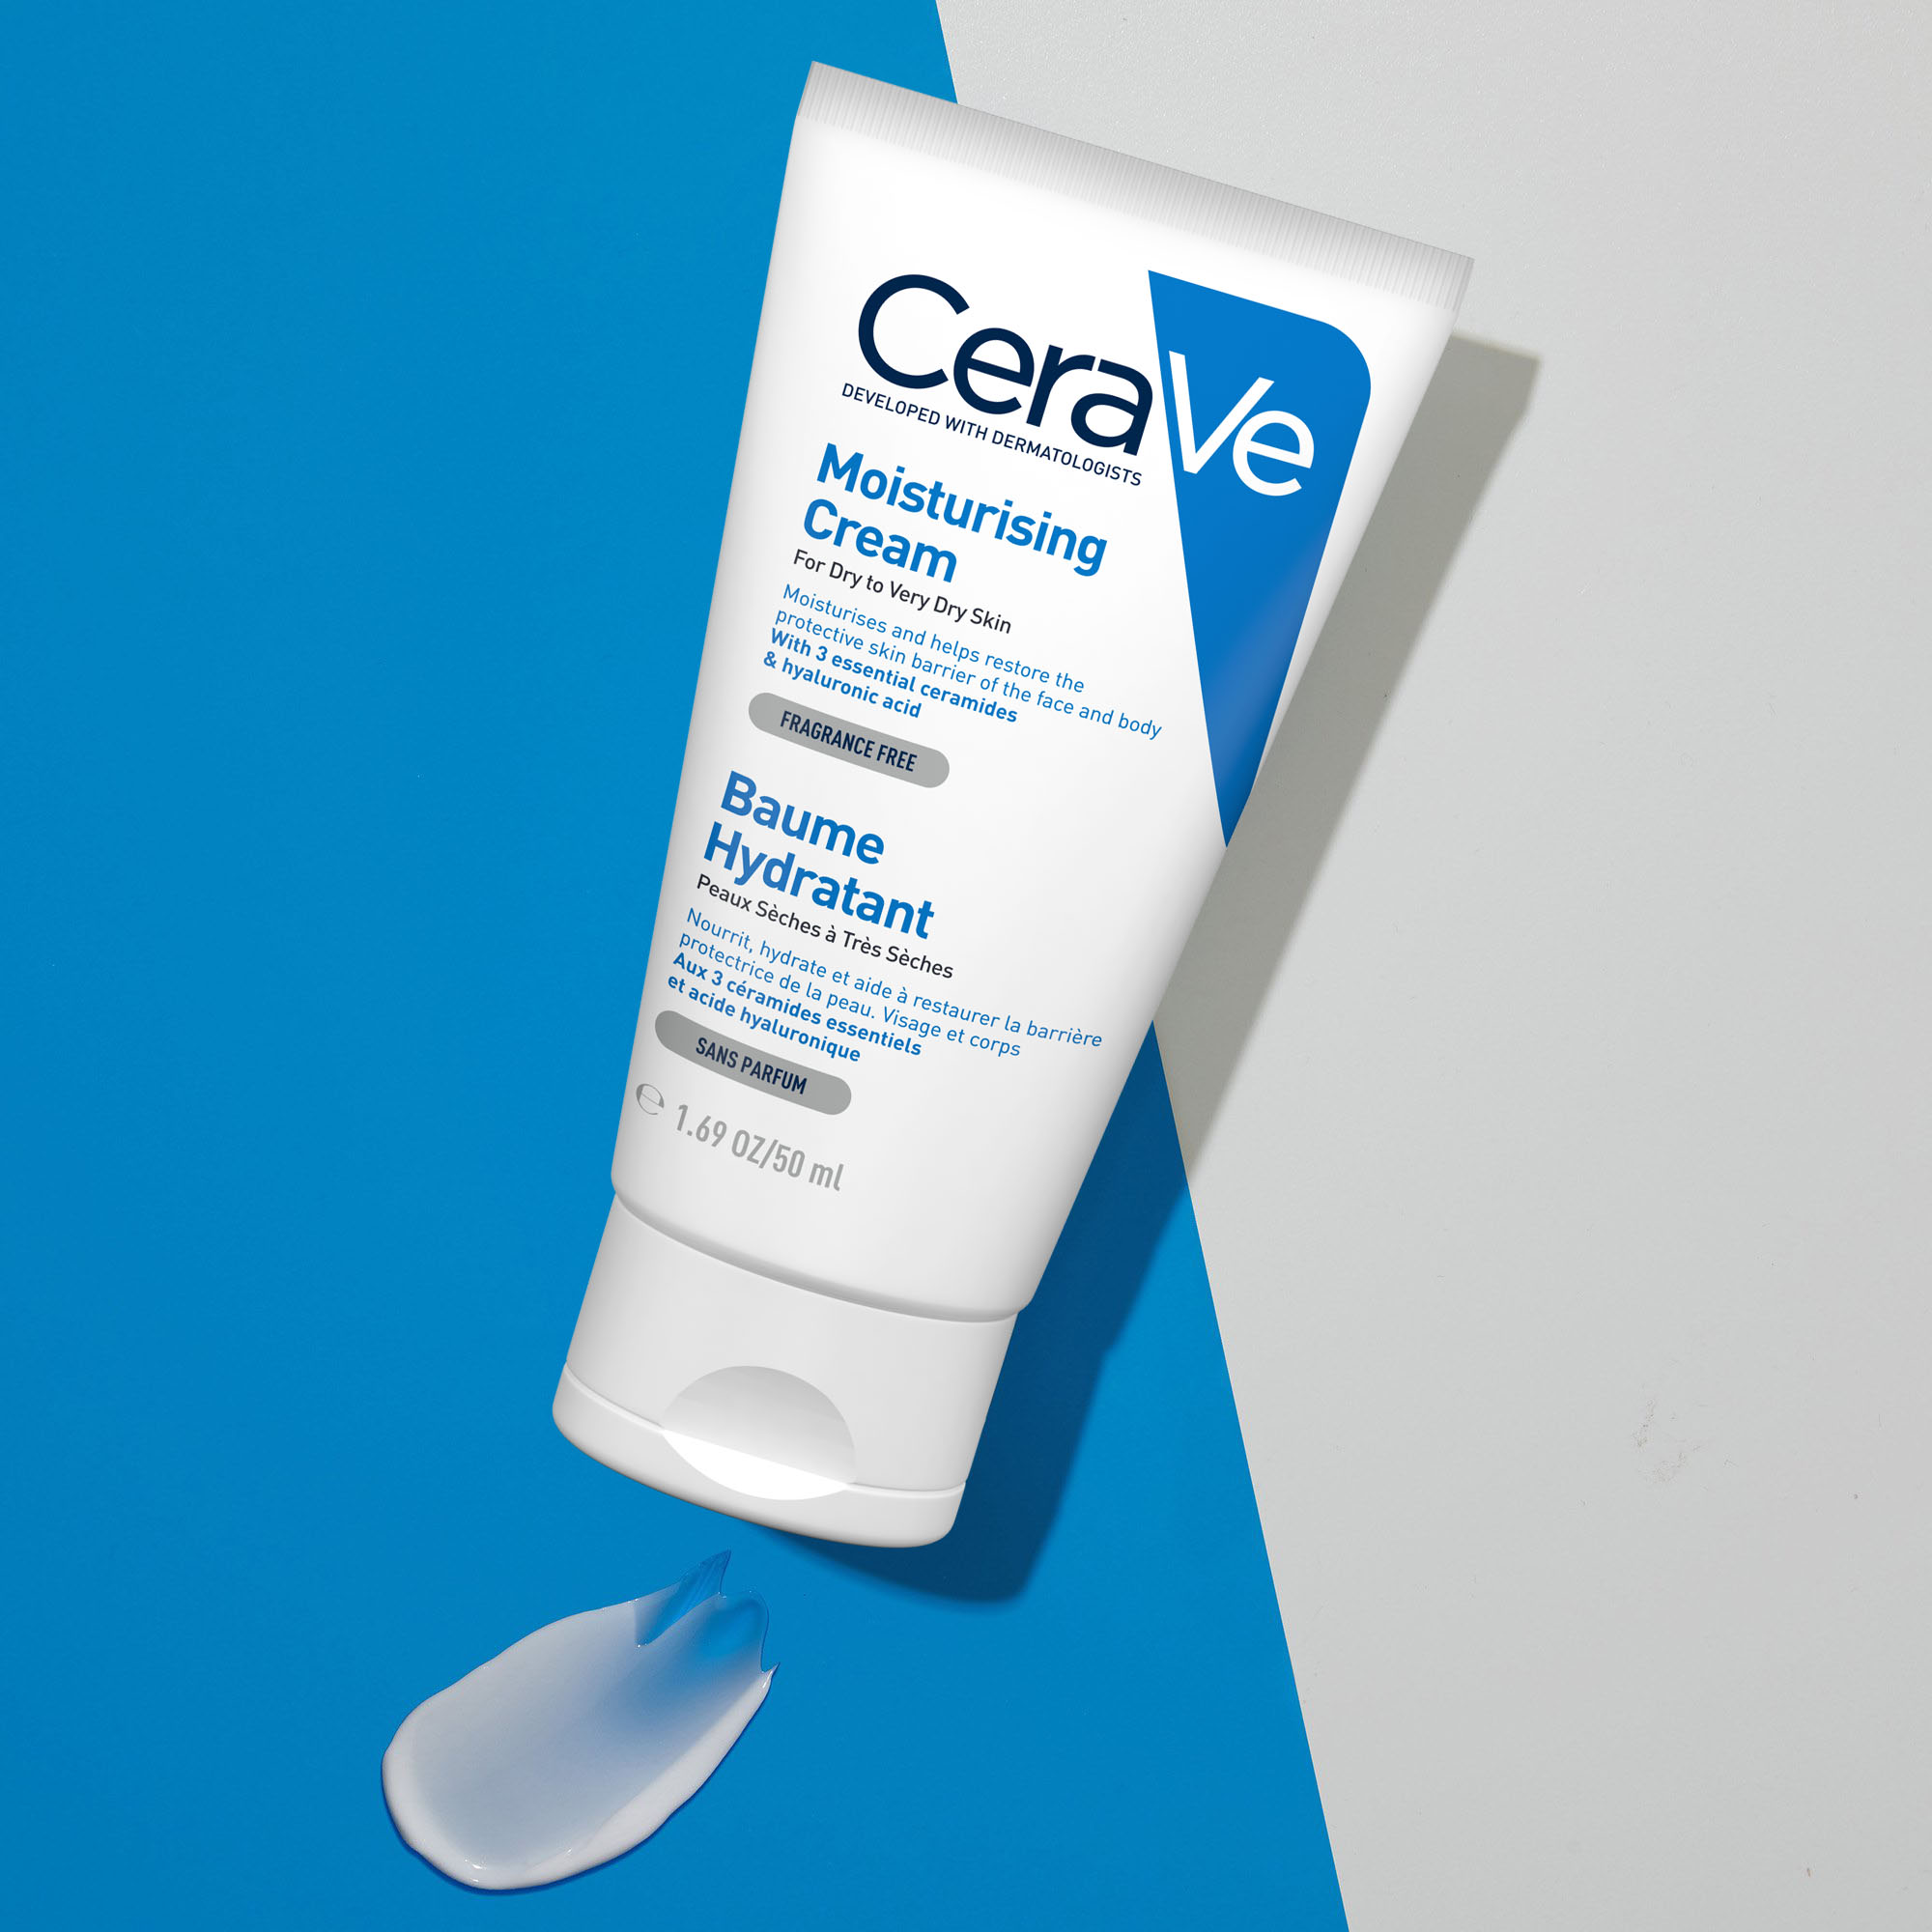 CeraVe
DEVELOPED WITH DERMATOLOGISTS
Moisturising
Cream
For Dry to Very Dry Skin
Moisturises and helps restore the
protective skin barrier of the face and body
With 3 essential ceramides
& hyaluronic acid
FRAGRANCE FREE
Baume
Hydratant
Peaux Sèches à Très Sèches
Nourrit, hydrate et aide à restaurer la barrière
protectrice de la peau. Visage et corps
Aux 3 céramides essentiels
et acide hyaluronique
SANS PARFUM
℮ 1.69 OZ/50 ml